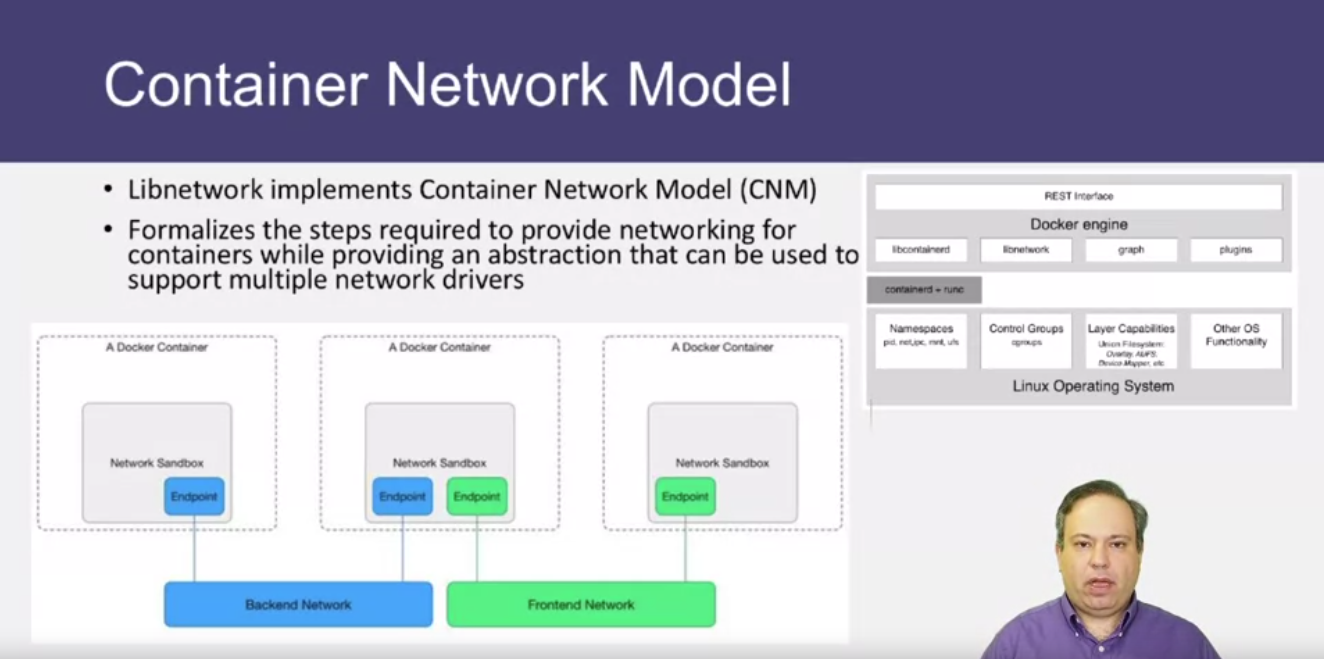 Container Network Model
• Libnetwork implements Container Network Model (CNM)
• Formalizes the steps required to provide networking for
containers while providing an abstraction that can be used to
support multiple network drivers
REST Interface
Docker engine
libcontainerd
libnetwork
graph
plugins
containerd + runc
Namespaces
pid, net,ipc, mnt, ufs
Control Groups
cgroups
Layer Capabilities
Union Filesystem:
Overlay, AUFS,
Device Mapper, etc.
Other OS
Functionality
Linux Operating System
A Docker Container
A Docker Container
A Docker Container
Network Sandbox
Network Sandbox
Network Sandbox
Endpoint
Endpoint
Endpoint
Endpoint
Backend Network
Frontend Network